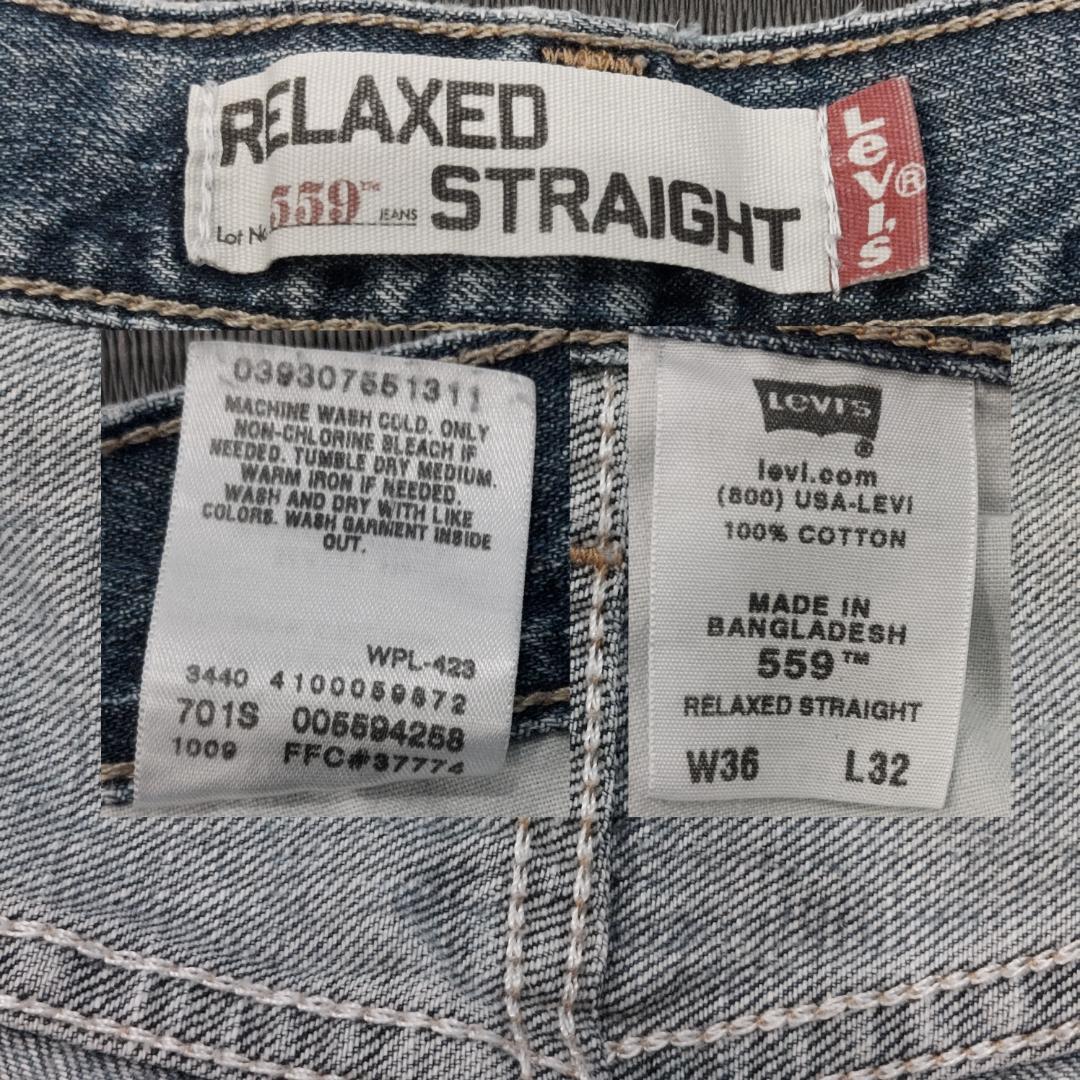 RELAXED
STRAIGHT
Lot No. 559™ JEANS
Levi's®
039307551311
MACHINE WASH COLD. ONLY
NON-CHLORINE BLEACH IF
NEEDED. TUMBLE DRY MEDIUM.
WARM IRON IF NEEDED.
WASH AND DRY WITH LIKE
COLORS. WASH GARMENT INSIDE
OUT.
WPL-423
3440 4100059872
701S 005594258
1009 FFC#37774
LEVI'S
®
levi.com
(800) USA-LEVI
100% COTTON
MADE IN
BANGLADESH
559™
RELAXED STRAIGHT
W36 L32